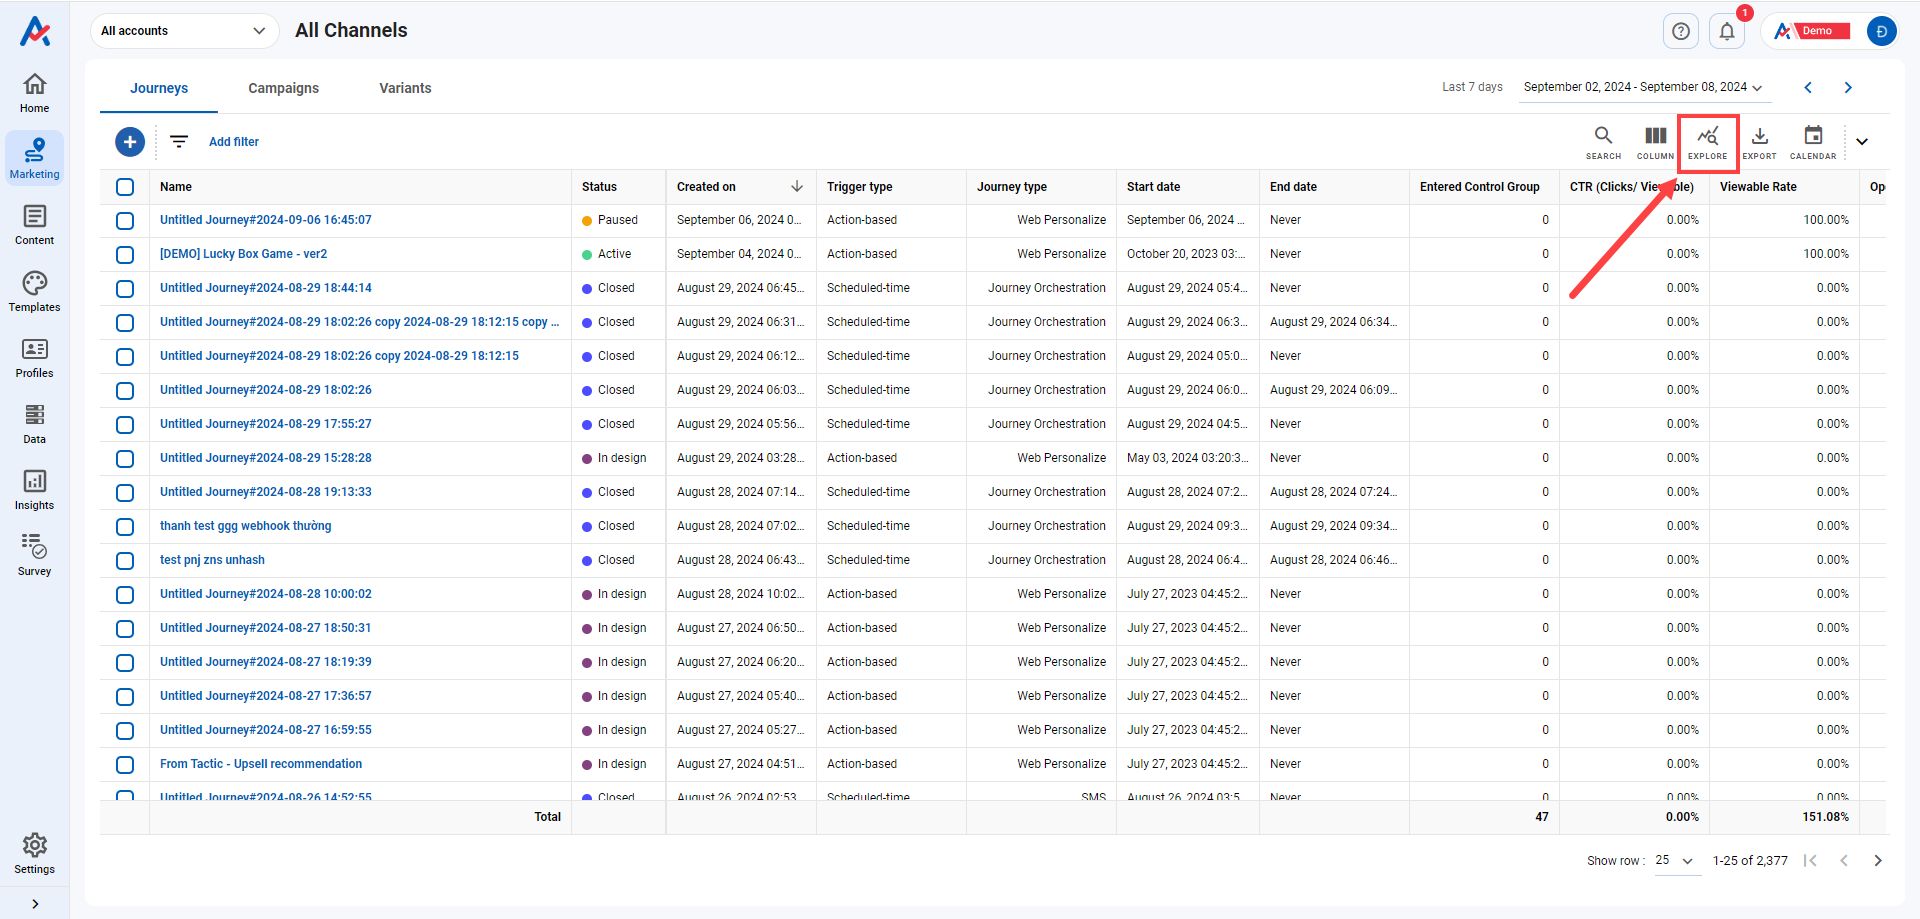 All accounts
All Channels
1
Demo
Đ
Home
Marketing
Content
Templates
Profiles
Data
Insights
Survey
Settings
Journeys Campaigns Variants
Last 7 days September 02, 2024 - September 08, 2024
Add filter
SEARCH COLUMN EXPLORE EXPORT CALENDAR
Name Status Created on Trigger type Journey type Start date End date Entered Control Group CTR (Clicks/ Viewable) Viewable Rate
Untitled Journey#2024-09-06 16:45:07 Paused September 06, 2024 0... Action-based Web Personalize September 06, 2024 ... Never 0 0.00% 100.00%
[DEMO] Lucky Box Game - ver2 Active September 04, 2024 0... Action-based Web Personalize October 20, 2023 03:... Never 0 0.00% 100.00%
Untitled Journey#2024-08-29 18:44:14 Closed August 29, 2024 06:45... Scheduled-time Journey Orchestration August 29, 2024 05:4... Never 0 0.00% 0.00%
Untitled Journey#2024-08-29 18:02:26 copy 2024-08-29 18:12:15 copy ... Closed August 29, 2024 06:31... Scheduled-time Journey Orchestration August 29, 2024 06:3... August 29, 2024 06:34... 0 0.00% 0.00%
Untitled Journey#2024-08-29 18:02:26 copy 2024-08-29 18:12:15 Closed August 29, 2024 06:12... Scheduled-time Journey Orchestration August 29, 2024 05:0... Never 0 0.00% 0.00%
Untitled Journey#2024-08-29 18:02:26 Closed August 29, 2024 06:03... Scheduled-time Journey Orchestration August 29, 2024 06:0... August 29, 2024 06:09... 0 0.00% 0.00%
Untitled Journey#2024-08-29 17:55:27 Closed August 29, 2024 05:56... Scheduled-time Journey Orchestration August 29, 2024 04:5... Never 0 0.00% 0.00%
Untitled Journey#2024-08-29 15:28:28 In design August 29, 2024 03:28... Action-based Web Personalize May 03, 2024 03:20:3... Never 0 0.00% 0.00%
Untitled Journey#2024-08-28 19:13:33 Closed August 28, 2024 07:14... Scheduled-time Journey Orchestration August 28, 2024 07:2... August 28, 2024 07:24... 0 0.00% 0.00%
thanh test ggg webhook thường Closed August 28, 2024 07:02... Scheduled-time Journey Orchestration August 29, 2024 09:3... August 29, 2024 09:34... 0 0.00% 0.00%
test pnj zns unhash Closed August 28, 2024 06:43... Scheduled-time Journey Orchestration August 28, 2024 06:4... August 28, 2024 06:46... 0 0.00% 0.00%
Untitled Journey#2024-08-28 10:00:02 In design August 28, 2024 10:02... Action-based Web Personalize July 27, 2023 04:45:2... Never 0 0.00% 0.00%
Untitled Journey#2024-08-27 18:50:31 In design August 27, 2024 06:50... Action-based Web Personalize July 27, 2023 04:45:2... Never 0 0.00% 0.00%
Untitled Journey#2024-08-27 18:19:39 In design August 27, 2024 06:20... Action-based Web Personalize July 27, 2023 04:45:2... Never 0 0.00% 0.00%
Untitled Journey#2024-08-27 17:36:57 In design August 27, 2024 05:40... Action-based Web Personalize July 27, 2023 04:45:2... Never 0 0.00% 0.00%
Untitled Journey#2024-08-27 16:59:55 In design August 27, 2024 05:27... Action-based Web Personalize July 27, 2023 04:45:2... Never 0 0.00% 0.00%
From Tactic - Upsell recommendation In design August 27, 2024 04:51... Action-based Web Personalize July 27, 2023 04:45:2... Never 0 0.00% 0.00%
Untitled Journey#2024-08-26 14:52:55 Closed August 26, 2024 02:53 Scheduled-time SMS August 26, 2024 03:5 Never 0 0.00% 0.00%
Total 47 0.00% 151.08%
Show row : 25 1-25 of 2,377